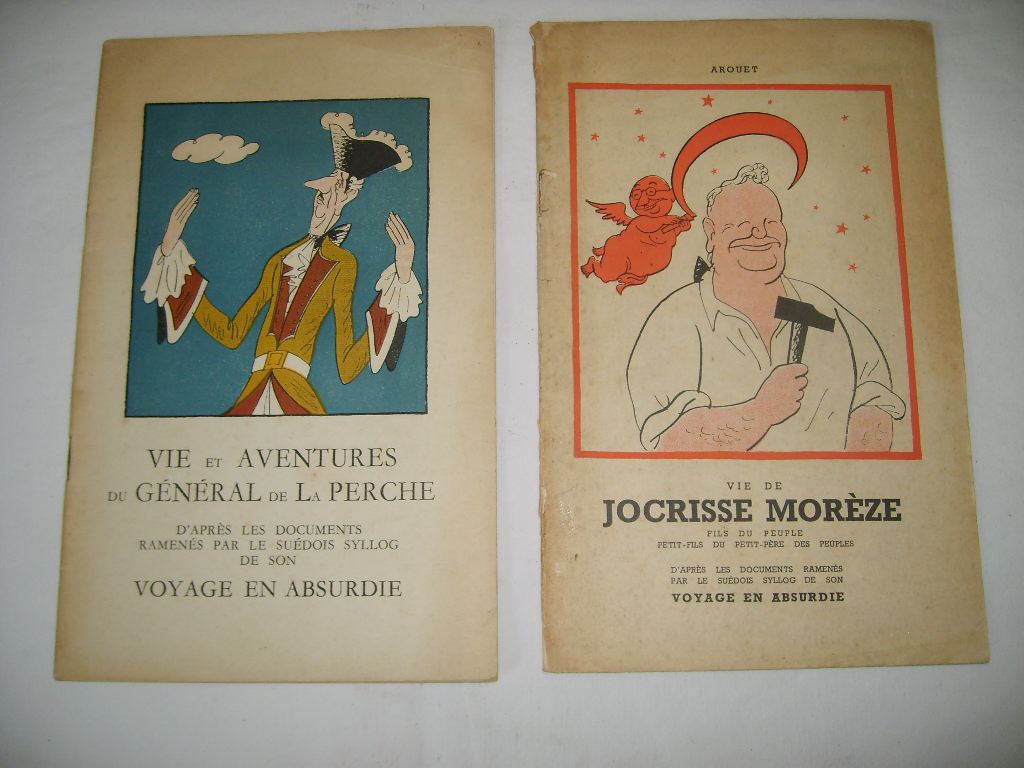 VIE ET AVENTURES
DU GÉNÉRAL DE LA PERCHE
D'APRÈS LES DOCUMENTS
RAMENÉS PAR LE SUÉDOIS SYLLOG
DE SON
VOYAGE EN ABSURDIE
AROUET
VIE DE
JOCRISSE MORÈZE
FILS DU PEUPLE
PETIT-FILS DU PETIT-PÈRE DES PEUPLES
D'APRÈS LES DOCUMENTS RAMENÉS
PAR LE SUÉDOIS SYLLOG DE SON
VOYAGE EN ABSURDIE